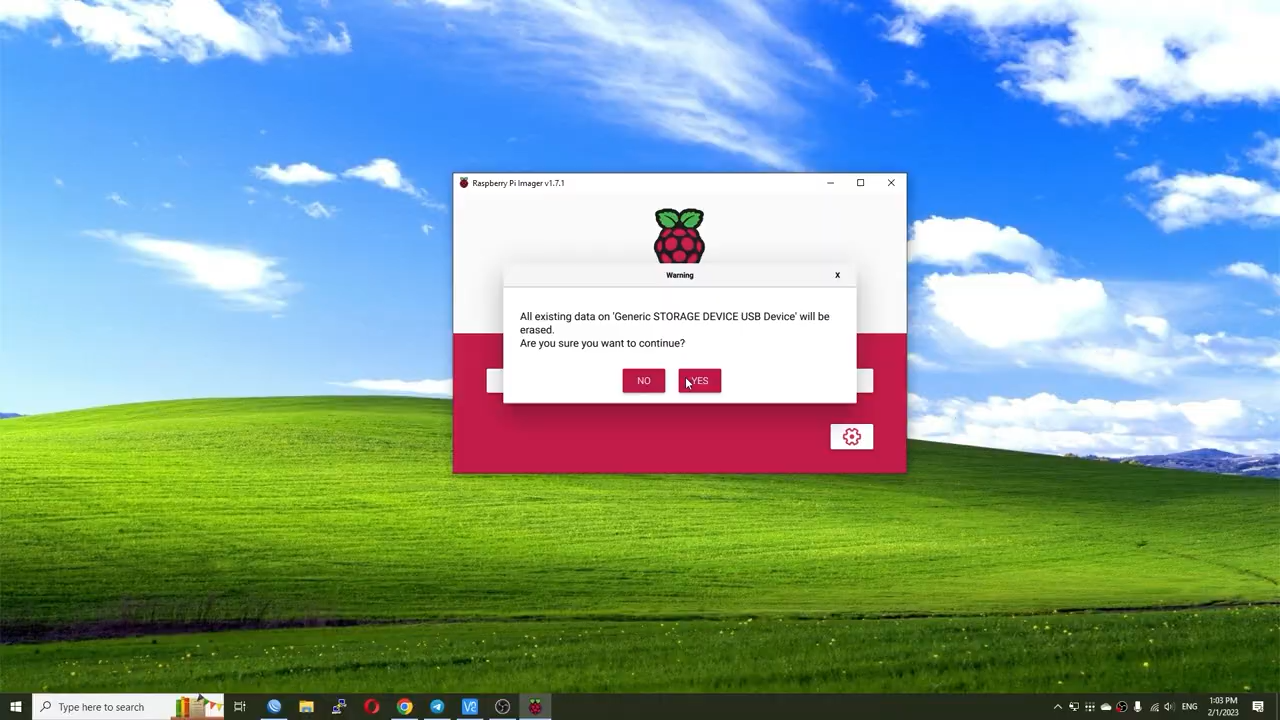 Raspberry Pi Imager v1.7.1
Warning
X
All existing data on 'Generic STORAGE DEVICE USB Device' will be
erased.
Are you sure you want to continue?
NO
YES
Type here to search
ENG
1:03 PM
2/1/2023